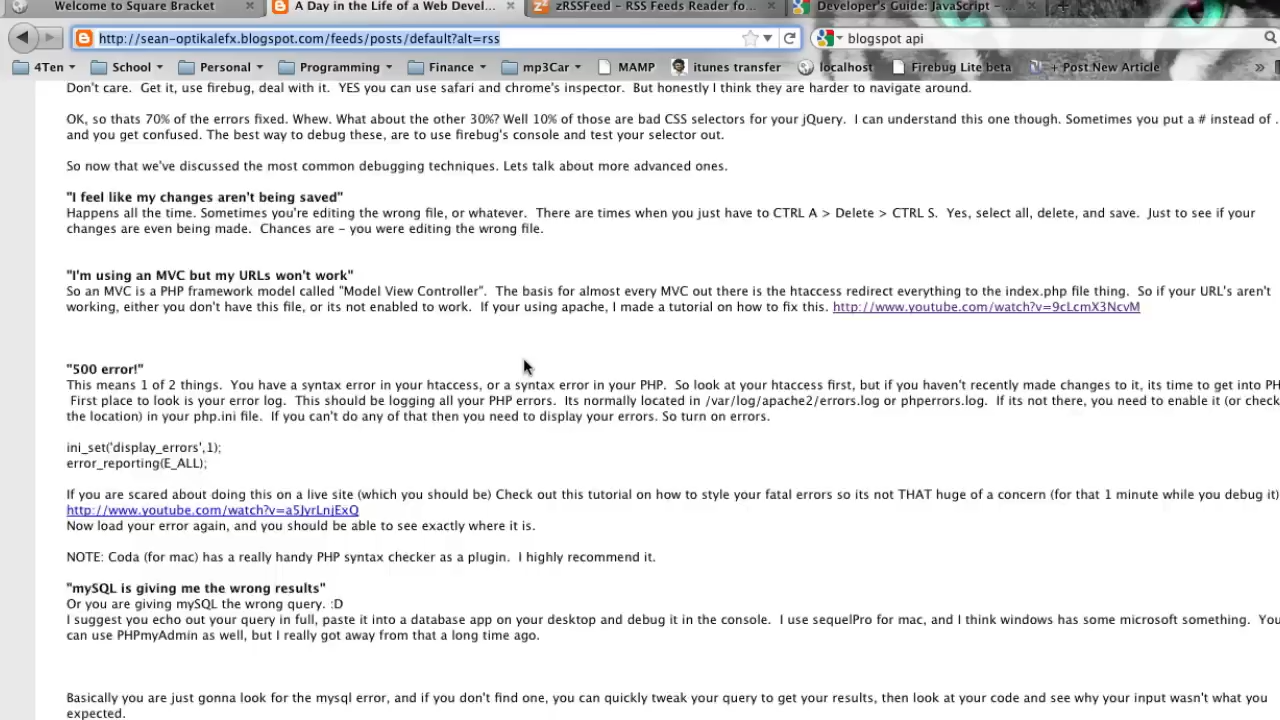 Welcome to Square Bracket
A Day in the Life of a Web Devel...
zRSSFeed – RSS Feeds Reader fo...
Developer's Guide: JavaScript –
http://sean-optikalefx.blogspot.com/feeds/posts/default?alt=rss
blogspot api
4Ten
School
Personal
Programming
Finance
mp3Car
MAMP
itunes transfer
localhost
Firebug Lite beta
+ Post New Article
»
Don't care.  Get it, use firebug, deal with it.  YES you can use safari and chrome's inspector.  But honestly I think they are harder to navigate around.
OK, so thats 70% of the errors fixed. Whew. What about the other 30%? Well 10% of those are bad CSS selectors for your jQuery.  I can understand this one though. Sometimes you put a # instead of .
and you get confused. The best way to debug these, are to use firebug's console and test your selector out.
So now that we've discussed the most common debugging techniques. Lets talk about more advanced ones.
"I feel like my changes aren't being saved"
Happens all the time. Sometimes you're editing the wrong file, or whatever.  There are times when you just have to CTRL A > Delete > CTRL S.  Yes, select all, delete, and save.  Just to see if your
changes are even being made.  Chances are – you were editing the wrong file.
"I'm using an MVC but my URLs won't work"
So an MVC is a PHP framework model called "Model View Controller".  The basis for almost every MVC out there is the htaccess redirect everything to the index.php file thing.  So if your URL's aren't
working, either you don't have this file, or its not enabled to work.  If your using apache, I made a tutorial on how to fix this. http://www.youtube.com/watch?v=9cLcmX3NcvM
"500 error!"
This means 1 of 2 things.  You have a syntax error in your htaccess, or a syntax error in your PHP.  So look at your htaccess first, but if you haven't recently made changes to it, its time to get into PH
First place to look is your error log.  This should be logging all your PHP errors.  Its normally located in /var/log/apache2/errors.log or phperrors.log.  If its not there, you need to enable it (or check
the location) in your php.ini file.  If you can't do any of that then you need to display your errors. So turn on errors.
ini_set('display_errors',1);
error_reporting(E_ALL);
If you are scared about doing this on a live site (which you should be) Check out this tutorial on how to style your fatal errors so its not THAT huge of a concern (for that 1 minute while you debug it)
http://www.youtube.com/watch?v=a5JyrLnjExQ
Now load your error again, and you should be able to see exactly where it is.
NOTE: Coda (for mac) has a really handy PHP syntax checker as a plugin.  I highly recommend it.
"mySQL is giving me the wrong results"
Or you are giving mySQL the wrong query. :D
I suggest you echo out your query in full, paste it into a database app on your desktop and debug it in the console.  I use sequelPro for mac, and I think windows has some microsoft something.  You
can use PHPmyAdmin as well, but I really got away from that a long time ago.
Basically you are just gonna look for the mysql error, and if you don't find one, you can quickly tweak your query to get your results, then look at your code and see why your input wasn't what you
expected.